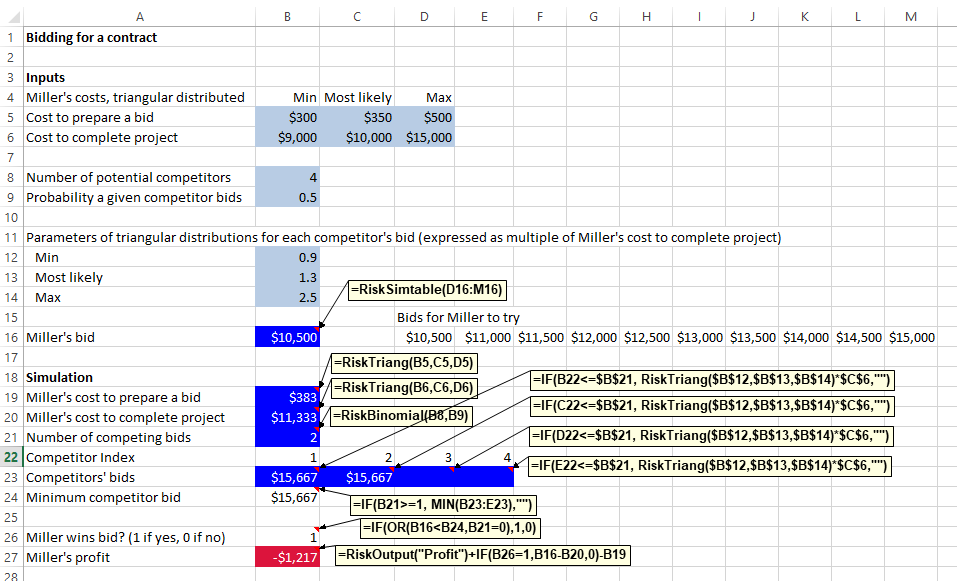 A B C D E F G H I J K L M
1 Bidding for a contract
2
3 Inputs
4 Miller's costs, triangular distributed Min Most likely Max
5 Cost to prepare a bid $300 $350 $500
6 Cost to complete project $9,000 $10,000 $15,000
7
8 Number of potential competitors 4
9 Probability a given competitor bids 0.5
10
11 Parameters of triangular distributions for each competitor's bid (expressed as multiple of Miller's cost to complete project)
12 Min 0.9
13 Most likely 1.3
14 Max 2.5
=RiskSimtable(D16:M16)
15 Bids for Miller to try
16 Miller's bid $10,500 $10,500 $11,000 $11,500 $12,000 $12,500 $13,000 $13,500 $14,000 $14,500 $15,000
17 =RiskTriang(B5,C5,D5)
18 Simulation =IF(B22<=$B$21, RiskTriang($B$12,$B$13,$B$14)*$C$6,"")
19 Miller's cost to prepare a bid $383 =RiskTriang(B6,C6,D6) =IF(C22<=$B$21, RiskTriang($B$12,$B$13,$B$14)*$C$6,"")
20 Miller's cost to complete project $11,333 =RiskBinomial(B8,B9)
21 Number of competing bids 2 =IF(D22<=$B$21, RiskTriang($B$12,$B$13,$B$14)*$C$6,"")
22 Competitor Index 1 2 3 4 =IF(E22<=$B$21, RiskTriang($B$12,$B$13,$B$14)*$C$6,"")
23 Competitors' bids $15,667 $15,667
24 Minimum competitor bid $15,667 =IF(B21>=1, MIN(B23:E23),"")
25 =IF(OR(B16<B24,B21=0),1,0)
26 Miller wins bid? (1 if yes, 0 if no) 1
27 Miller's profit -$1,217 =RiskOutput("Profit")+IF(B26=1,B16-B20,0)-B19
28